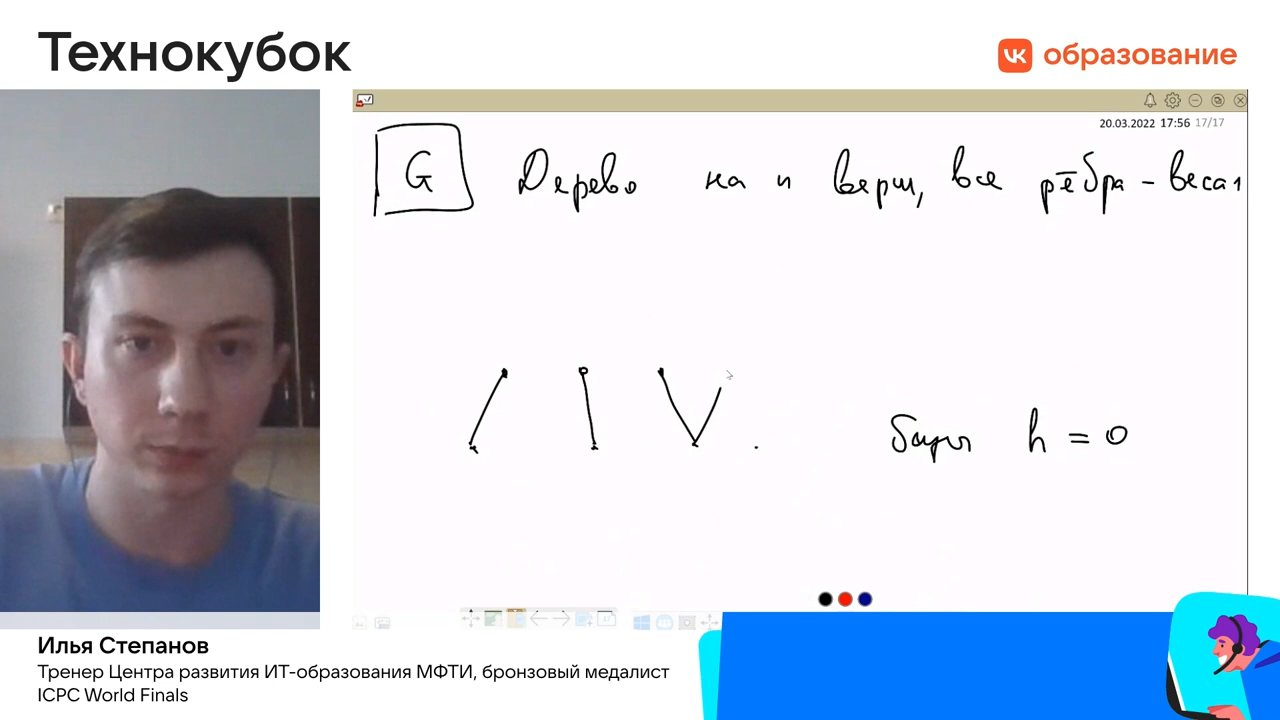 Технокубок
образование
20.03.2022 17:56 17/17
G Дерево на n верш, все рёбра - веса 1
бары h = 0
Илья Степанов
Тренер Центра развития ИТ-образования МФТИ, бронзовый медалист
ICPC World Finals